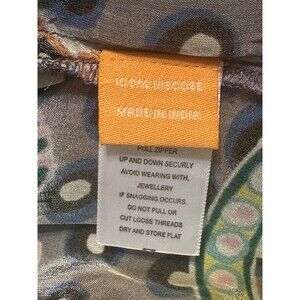 100% VISCOSE
MADE IN INDIA
PULL ZIPPER
UP AND DOWN SECURLY
AVOID WEARING WITH,
JEWELLERY
IF SNAGGING OCCURS,
DO NOT PULL OR
CUT LOOSE THREADS
DRY AND STORE FLAT